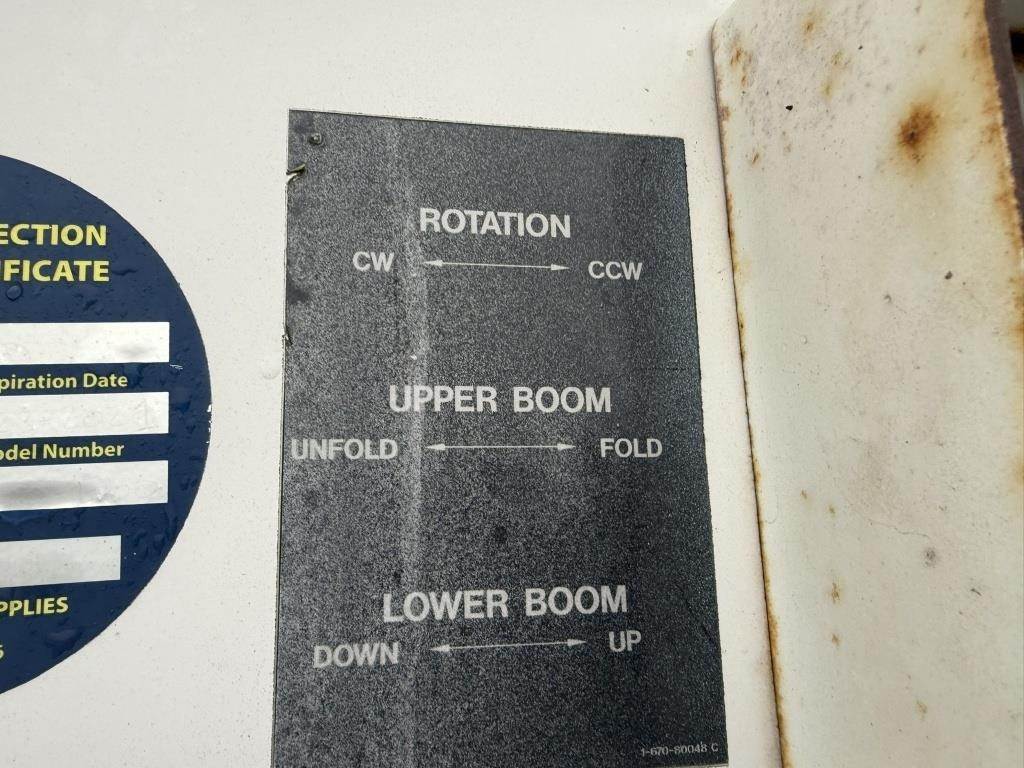 ECTION
IFICATE
piration Date
odel Number
PPLIES
ROTATION
CW CCW
UPPER BOOM
UNFOLD FOLD
LOWER BOOM
DOWN UP
1-670-80048 C